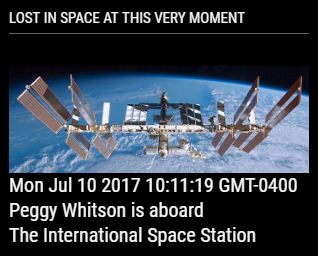 LOST IN SPACE AT THIS VERY MOMENT
Mon Jul 10 2017 10:11:19 GMT-0400
Peggy Whitson is aboard
The International Space Station